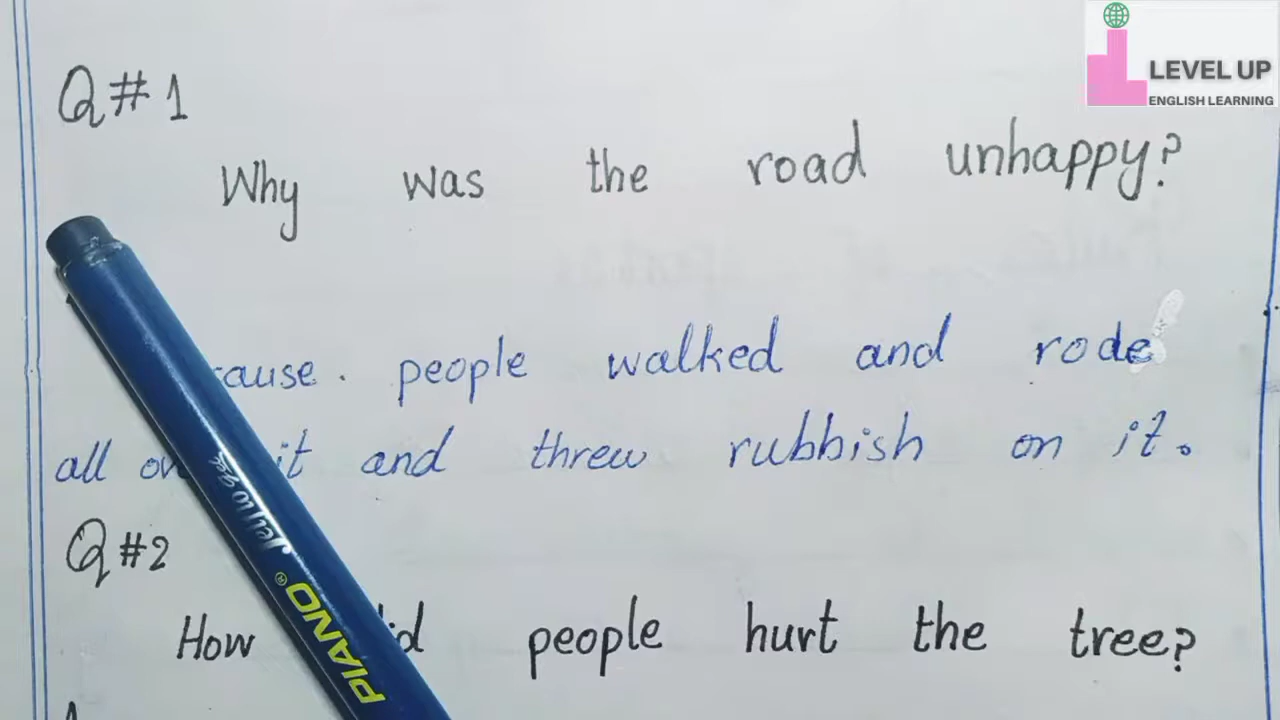 LEVEL UP
ENGLISH LEARNING
Q#1
Why was the road unhappy?
cause. people walked and rode
all it and threw rubbish on it.
Q#2
How people hurt the tree?
PIANO®